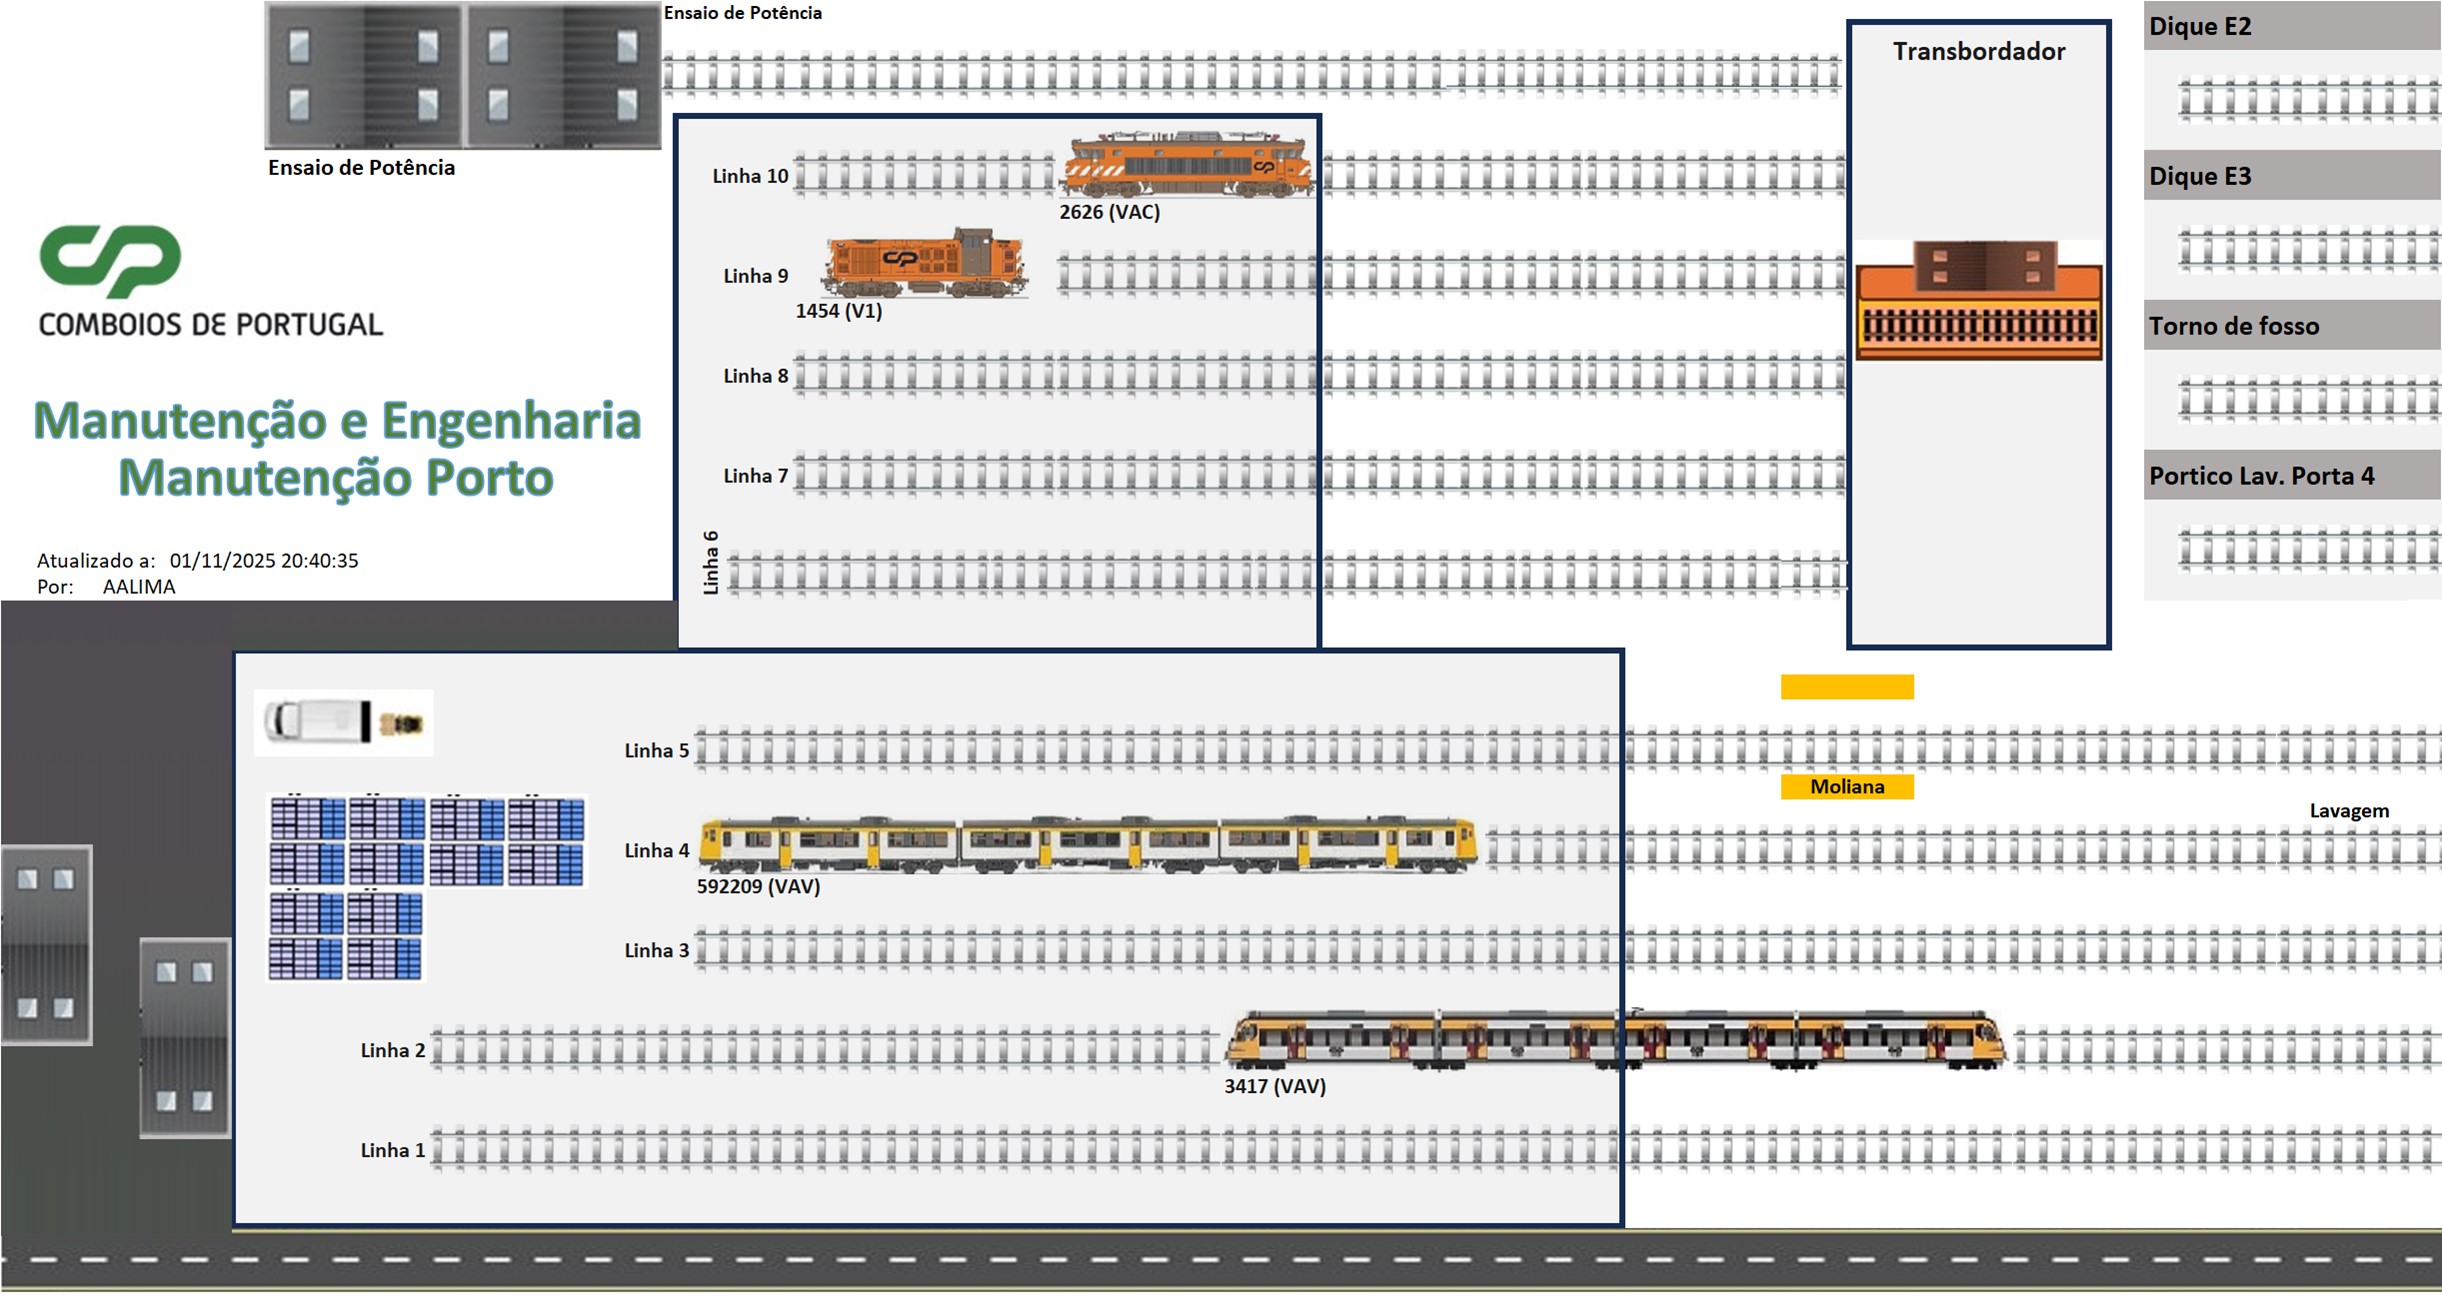 Ensaio de Potência
Ensaio de Potência
Transbordador
Dique E2
Dique E3
Torno de fosso
Portico Lav. Porta 4
Linha 10
CP
2626 (VAC)
Linha 9
CP
1454 (V1)
Linha 8
Linha 7
Linha 6
CP
COMBOIOS DE PORTUGAL
Manutenção e Engenharia
Manutenção Porto
Atualizado a: 01/11/2025 20:40:35
Por: AALIMA
Linha 5
Moliana
Lavagem
Linha 4
592209 (VAV)
Linha 3
Linha 2
3417 (VAV)
Linha 1